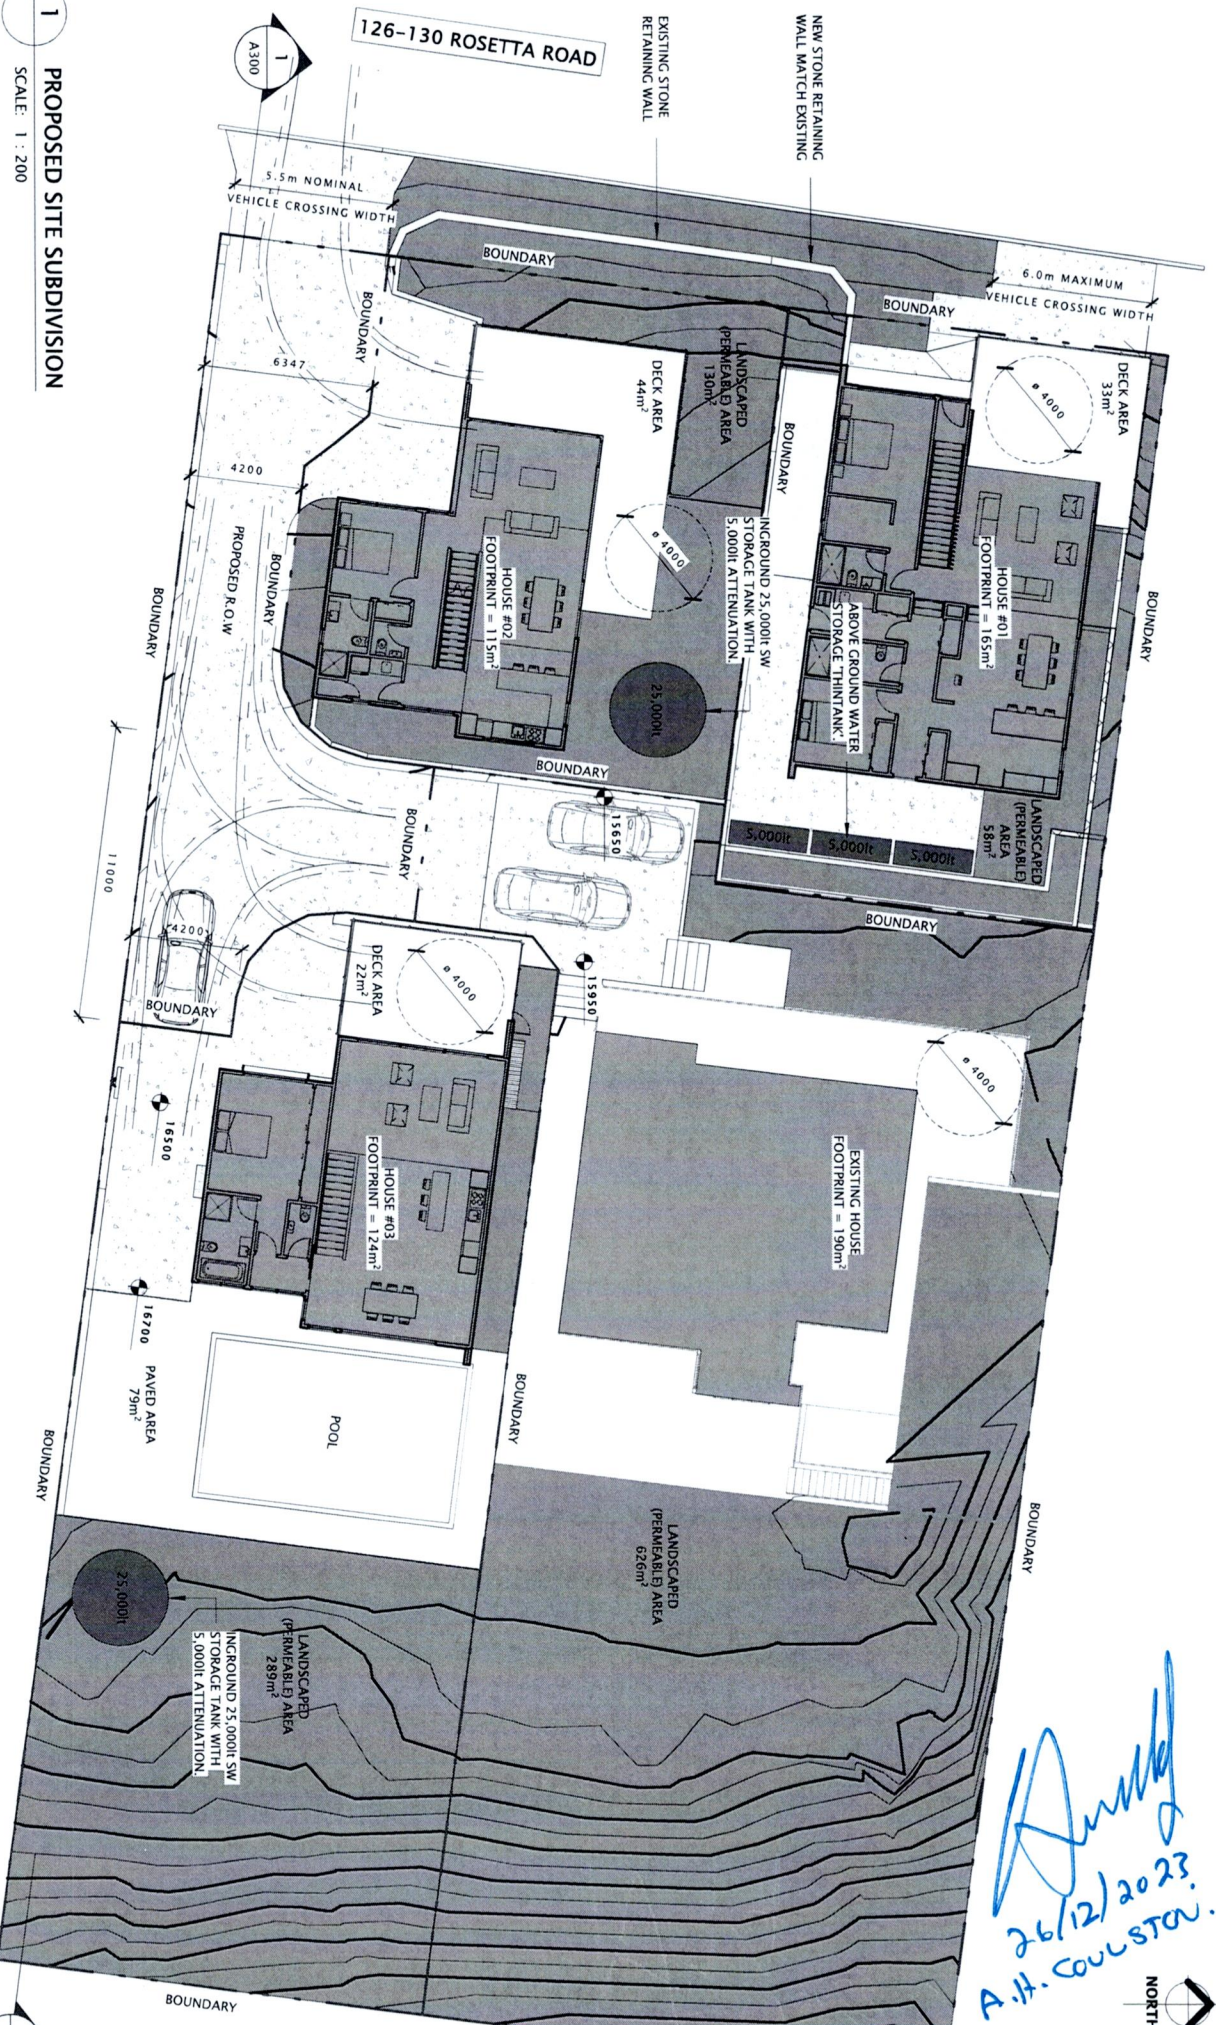 1
PROPOSED SITE SUBDIVISION
SCALE: 1 : 200
126-130 ROSETTA ROAD
1
A300
EXISTING STONE
RETAINING WALL
NEW STONE RETAINING
WALL MATCH EXISTING
5.5m NOMINAL
VEHICLE CROSSING WIDTH
6.0m MAXIMUM
VEHICLE CROSSING WIDTH
BOUNDARY
BOUNDARY
BOUNDARY
6347
4200
PROPOSED R.O.W
BOUNDARY
BOUNDARY
11000
DECK AREA
44m²
LANDSCAPED
(PERMEABLE) AREA
130m²
BOUNDARY
DECK AREA
33m²
ø 4000
HOUSE #01
FOOTPRINT = 165m²
BOUNDARY
INGROUND 25,000lt SW
STORAGE TANK WITH
5,000lt ATTENUATION.
ø 4000
HOUSE #02
FOOTPRINT = 115m²
25,000lt
ABOVE GROUND WATER
STORAGE 'THINTANK'.
5,000lt
5,000lt
5,000lt
LANDSCAPED
(PERMEABLE)
AREA
58m²
BOUNDARY
BOUNDARY
BOUNDARY
15650
15950
4200
BOUNDARY
DECK AREA
22m²
ø 4000
ø 4000
16500
16700
HOUSE #03
FOOTPRINT = 124m²
EXISTING HOUSE
FOOTPRINT = 190m²
PAVED AREA
79m²
POOL
BOUNDARY
BOUNDARY
BOUNDARY
LANDSCAPED
(PERMEABLE) AREA
626m²
25,000lt
INGROUND 25,000lt SW
STORAGE TANK WITH
5,000lt ATTENUATION.
LANDSCAPED
(PERMEABLE) AREA
289m²
BOUNDARY
26/12/2023.
A.H. COULSTON.
NORTH